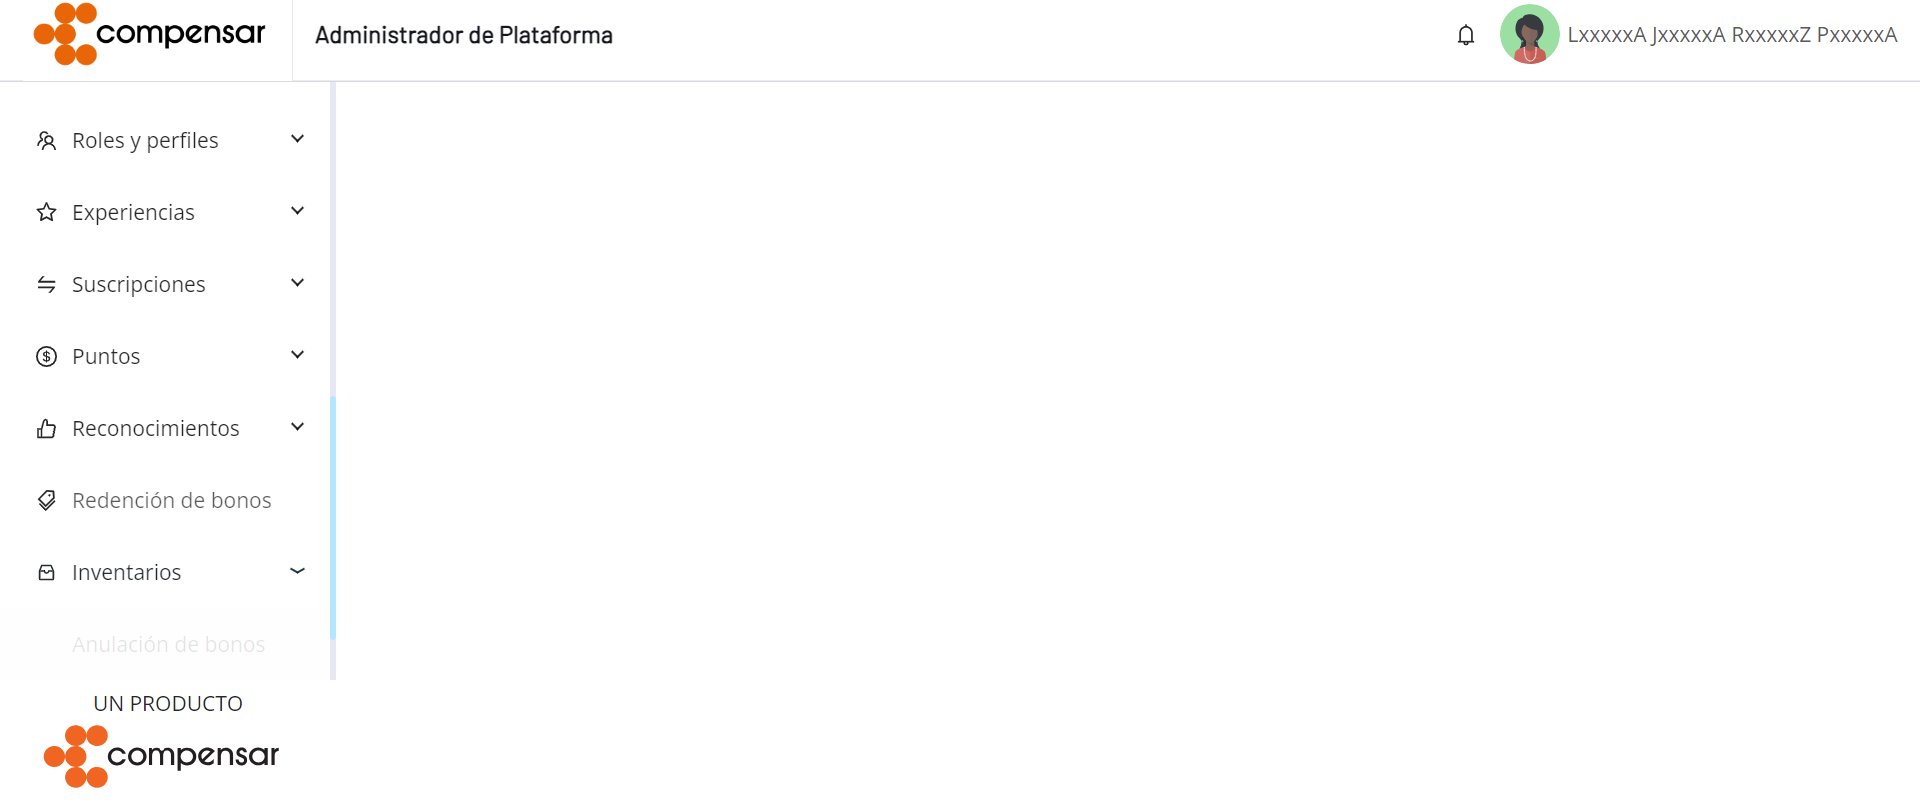 compensar
Administrador de Plataforma
LxxxxxA JxxxxxA RxxxxxZ PxxxxxA
Roles y perfiles
Experiencias
Suscripciones
Puntos
Reconocimientos
Redención de bonos
Inventarios
Anulación de bonos
UN PRODUCTO
compensar